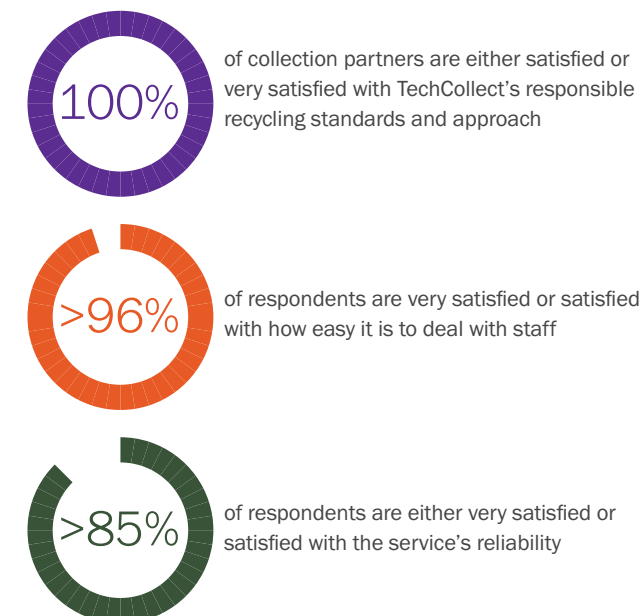 100%
of collection partners are either satisfied or
very satisfied with TechCollect’s responsible
recycling standards and approach
>96%
of respondents are very satisfied or satisfied
with how easy it is to deal with staff
>85%
of respondents are either very satisfied or
satisfied with the service’s reliability